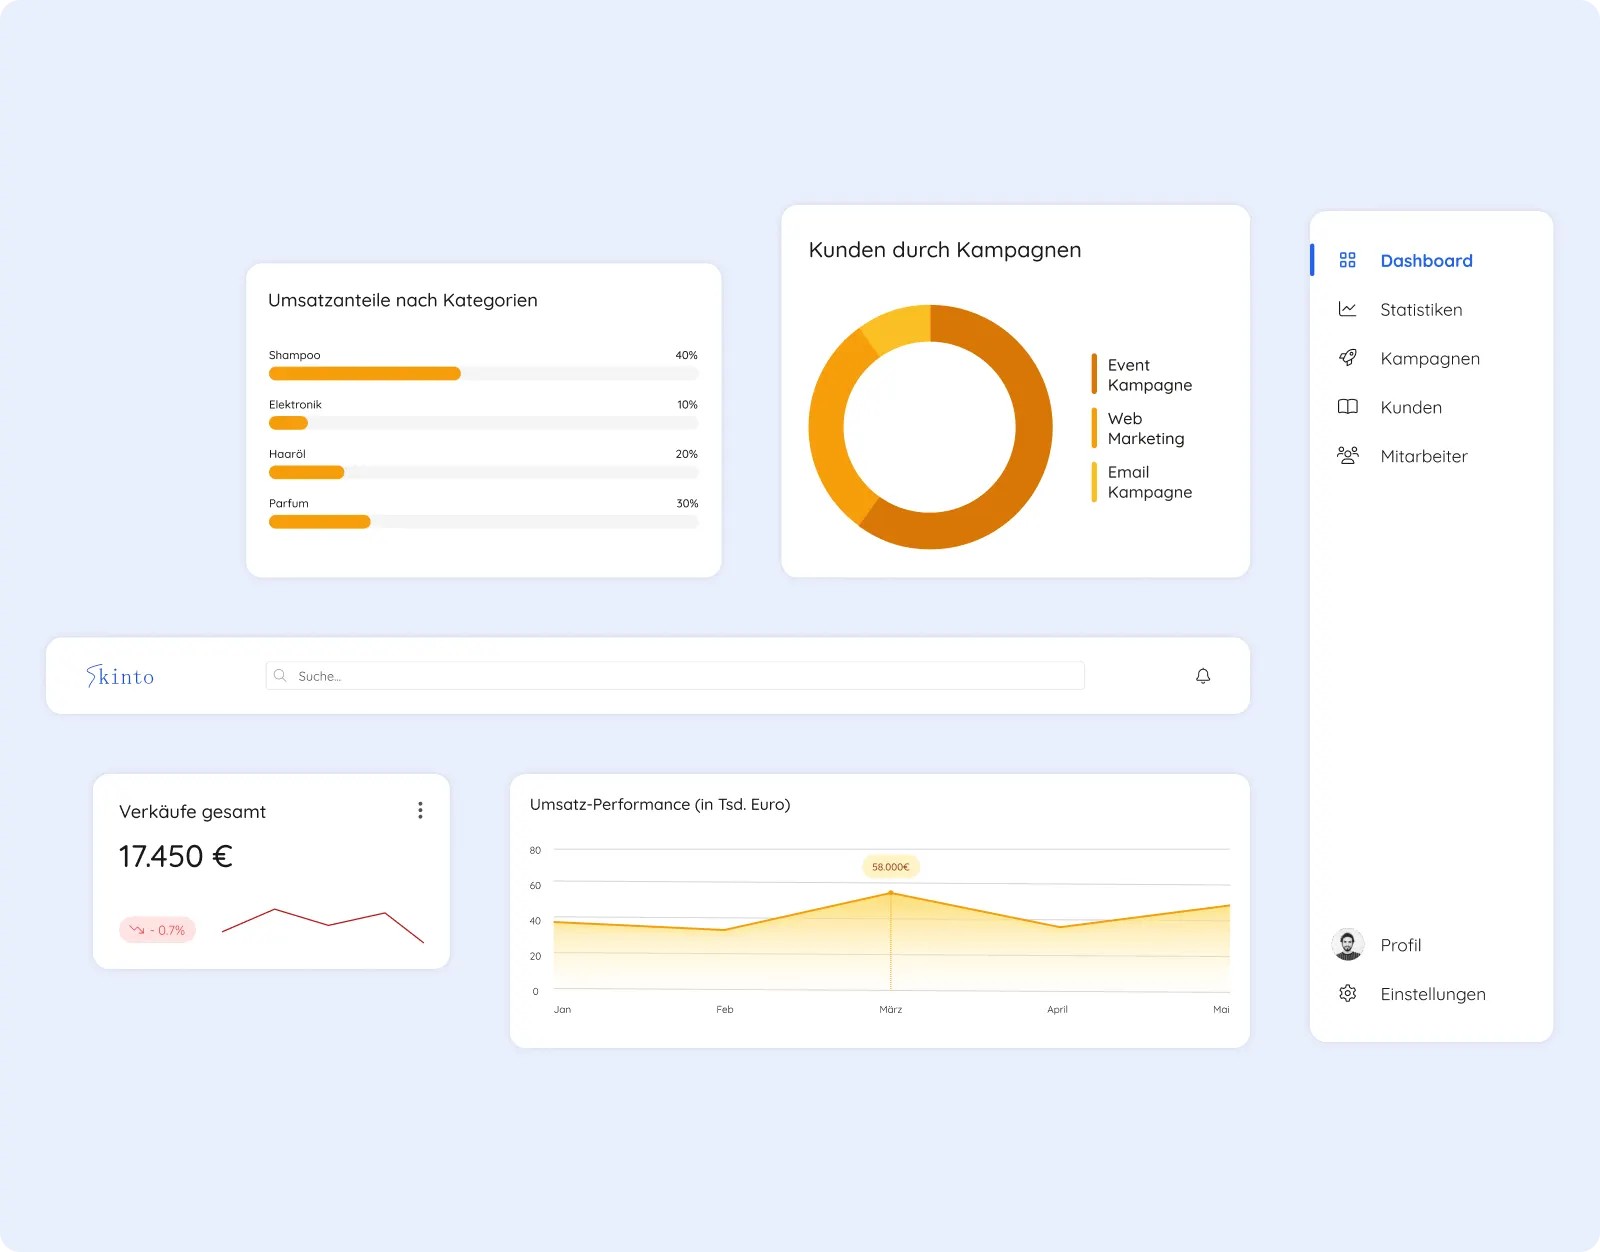 Umsatzanteile nach Kategorien
Shampoo 40%
Elektronik 10%
Haaröl 20%
Parfum 30%
Kunden durch Kampagnen
Event
Kampagne
Web
Marketing
Email
Kampagne
Dashboard
Statistiken
Kampagnen
Kunden
Mitarbeiter
Profil
Einstellungen
Skinto
Suche...
Verkäufe gesamt
17.450 €
- 0.7%
Umsatz-Performance (in Tsd. Euro)
80
60
40
20
0
58.000€
Jan Feb März April Mai